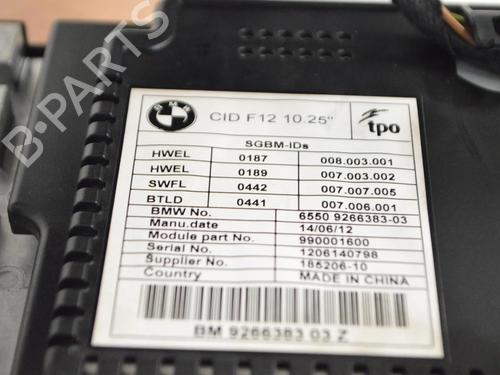 BMW
CID F12 10.25"
tpo
SGBM-IDs
HWEL 0187 008.003.001
HWEL 0189 007.003.002
SWFL 0442 007.007.005
BTLD 0441 007.006.001
BMW No. 6550 9266383-03
Manu.date 14/06/12
Module part No. 990001600
Serial No. 1206140798
Supplier No. 185206-10
Country MADE IN CHINA
BM 9266383 03 Z
B-PARTS